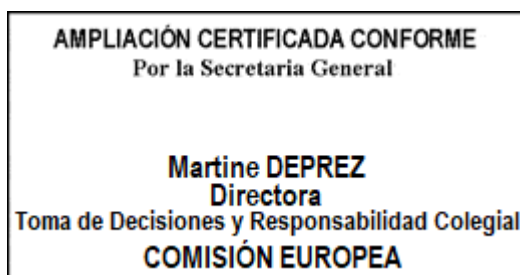 AMPLIACIÓN CERTIFICADA CONFORME
Por la Secretaria General
Martine DEPREZ
Directora
Toma de Decisiones y Responsabilidad Colegial
COMISIÓN EUROPEA